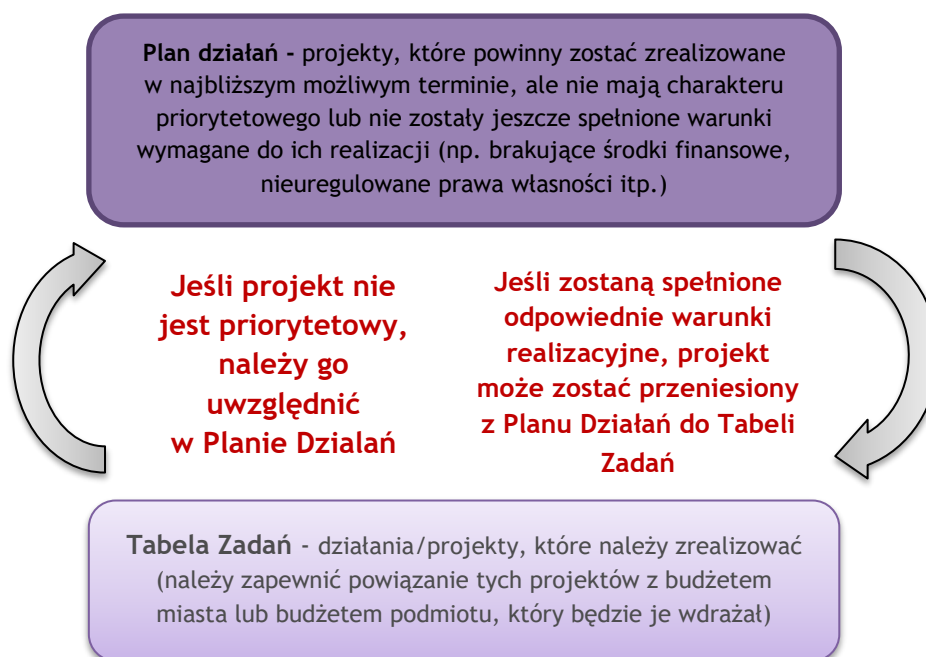 Plan działań - projekty, które powinny zostać zrealizowane
w najbliższym możliwym terminie, ale nie mają charakteru
priorytetowego lub nie zostały jeszcze spełnione warunki
wymagane do ich realizacji (np. brakujące środki finansowe,
nieuregulowane prawa własności itp.)
Jeśli projekt nie
jest priorytetowy,
należy go
uwzględnić
w Planie Dzialań
Jeśli zostaną spełnione
odpowiednie warunki
realizacyjne, projekt
może zostać przeniesiony
z Planu Działań do Tabeli
Zadań
Tabela Zadań - działania/projekty, które należy zrealizować
(należy zapewnić powiązanie tych projektów z budżetem
miasta lub budżetem podmiotu, który będzie je wdrażał)